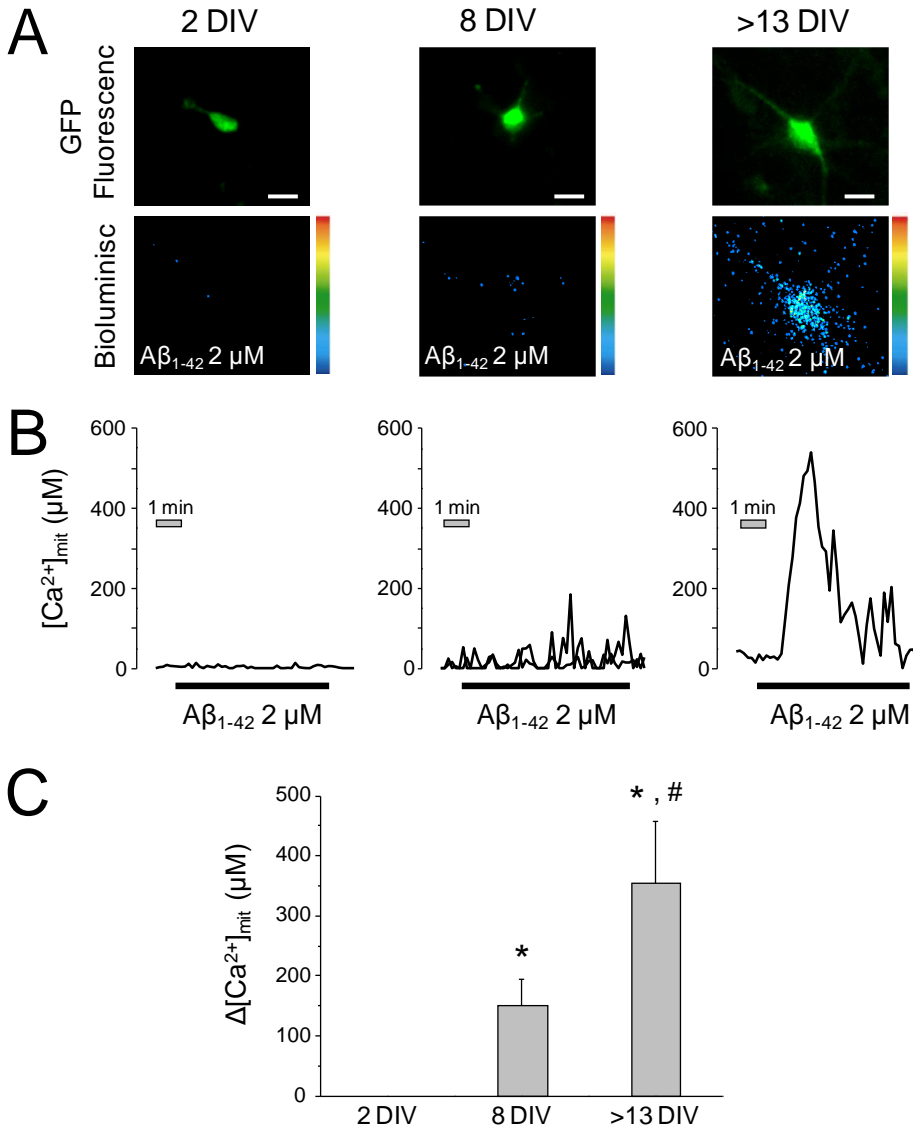 A
2 DIV
8 DIV
>13 DIV
GFP
Fluorescenc
Bioluminisc
Aβ1-42 2 µM
Aβ1-42 2 µM
Aβ1-42 2 µM
B
[Ca2+]mit (µM)
600
400
200
0
1 min
Aβ1-42 2 µM
600
400
200
0
1 min
Aβ1-42 2 µM
600
400
200
0
1 min
Aβ1-42 2 µM
C
Δ[Ca2+]mit (µM)
500
400
300
200
100
0
*
* , #
2 DIV
8 DIV
>13 DIV